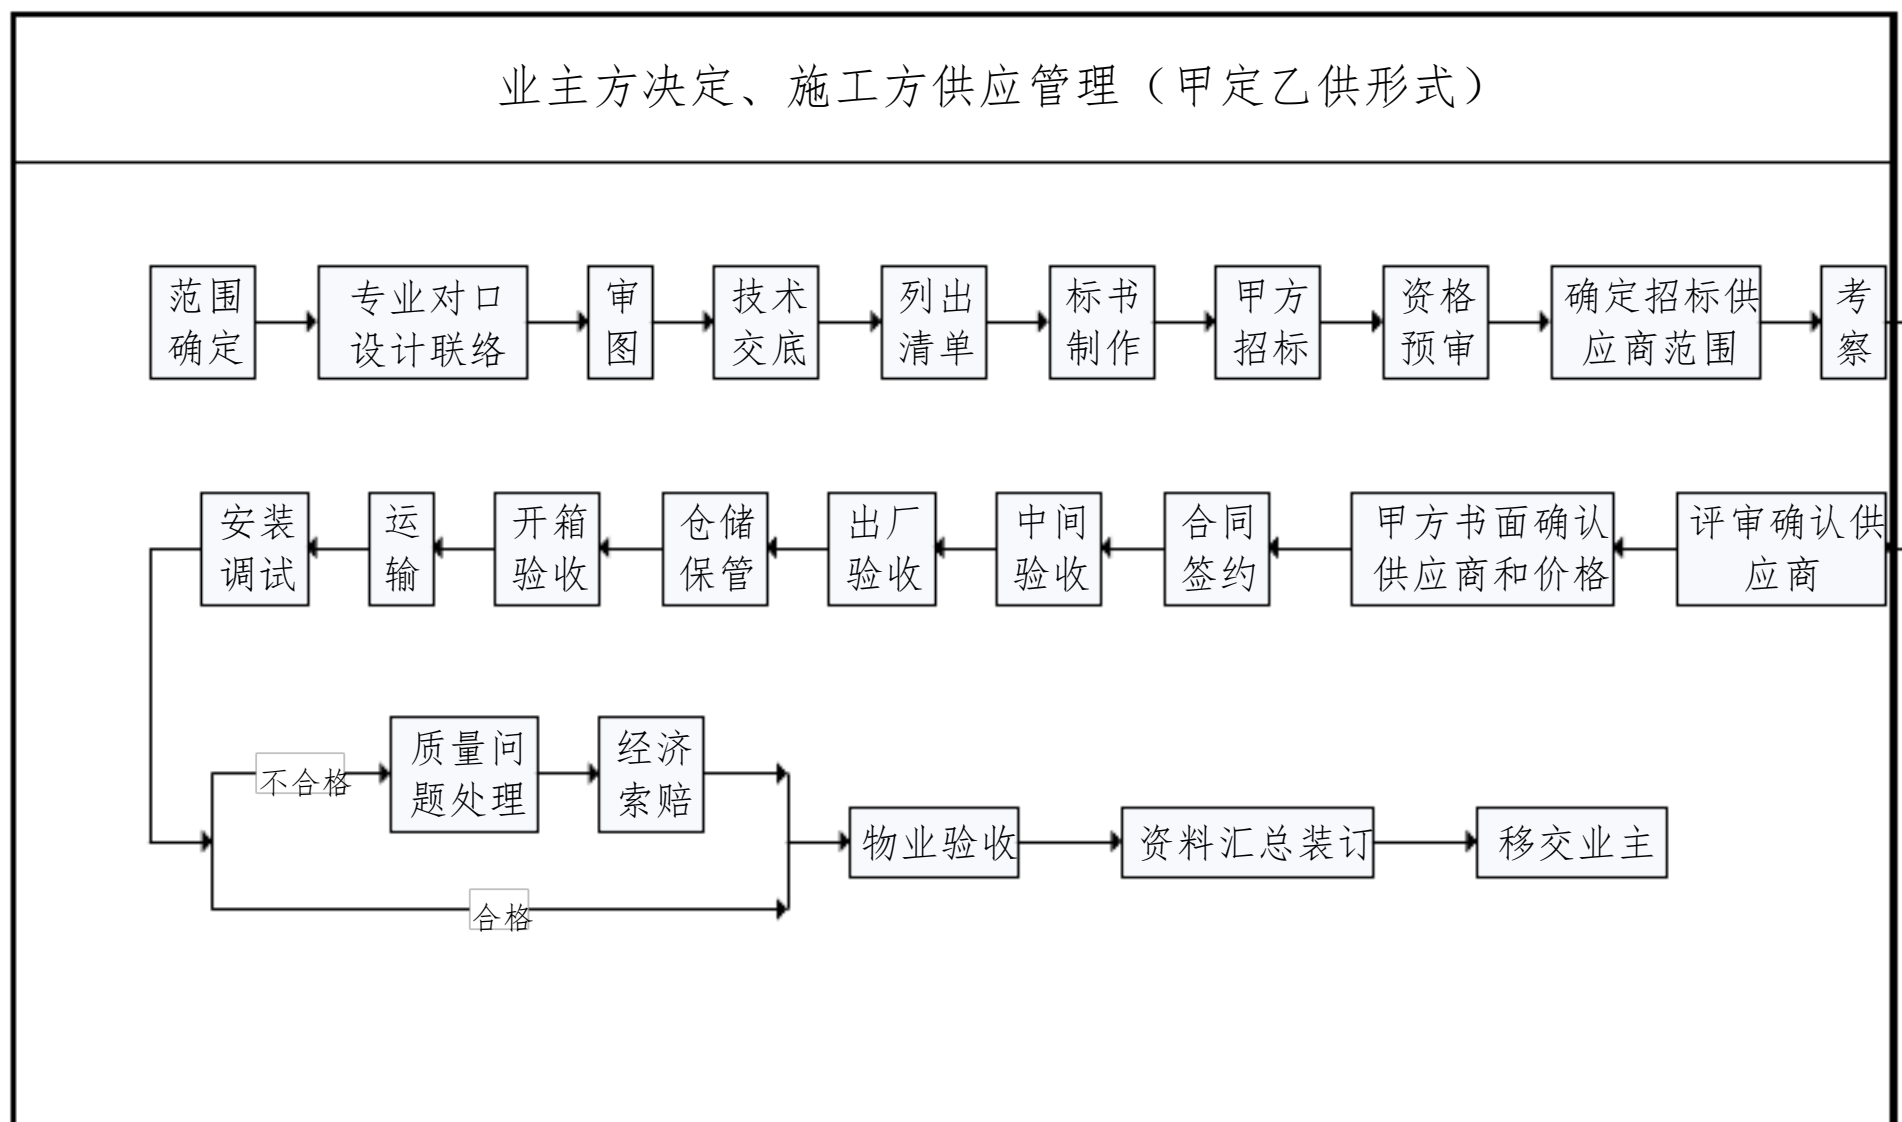 业主方决定、施工方供应管理（甲定乙供形式）
范围
确定
专业对口
设计联络
审
图
技术
交底
列出
清单
标书
制作
甲方
招标
资格
预审
确定招标供
应商范围
考
察
安装
调试
运
输
开箱
验收
仓储
保管
出厂
验收
中间
验收
合同
签约
甲方书面确认
供应商和价格
评审确认供
应商
不合格
质量问
题处理
经济
索赔
物业验收
资料汇总装订
移交业主
合格